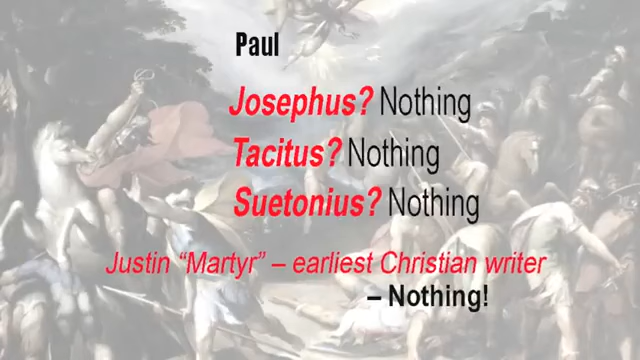 Paul
Josephus? Nothing
Tacitus? Nothing
Suetonius? Nothing
Justin “Martyr” – earliest Christian writer
– Nothing!